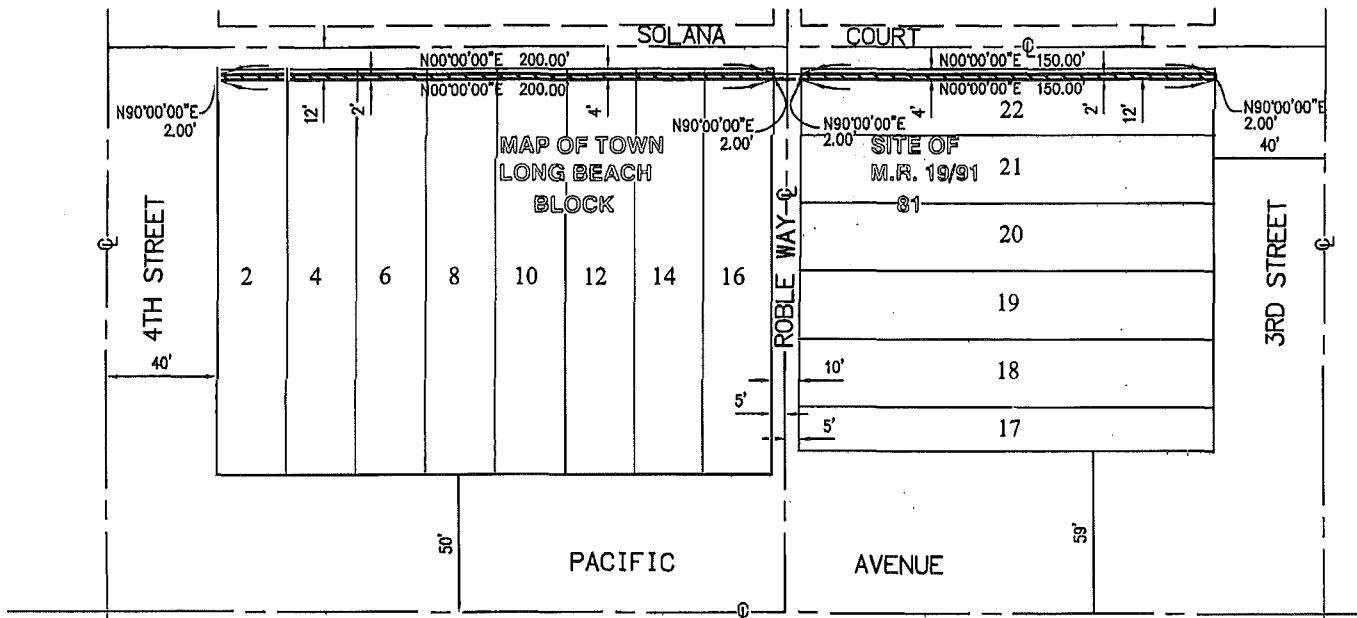 SOLANA COURT
℄
N00°00'00"E 200.00'
N00°00'00"E 150.00'
N00°00'00"E 200.00'
N00°00'00"E 150.00'
N90°00'00"E
2.00'
12'
2'
4'
N90°00'00"E
2.00'
N90°00'00"E
2.00'
4'
22
2'
12'
N90°00'00"E
2.00'
MAP OF TOWN
LONG BEACH
BLOCK
SITE OF
M.R. 19/91
81
21
40'
℄
4TH STREET
2
4
6
8
10
12
14
16
ROBLE WAY ℄
20
19
18
17
3RD STREET
℄
40'
10'
5'
5'
50'
59'
PACIFIC AVENUE
℄